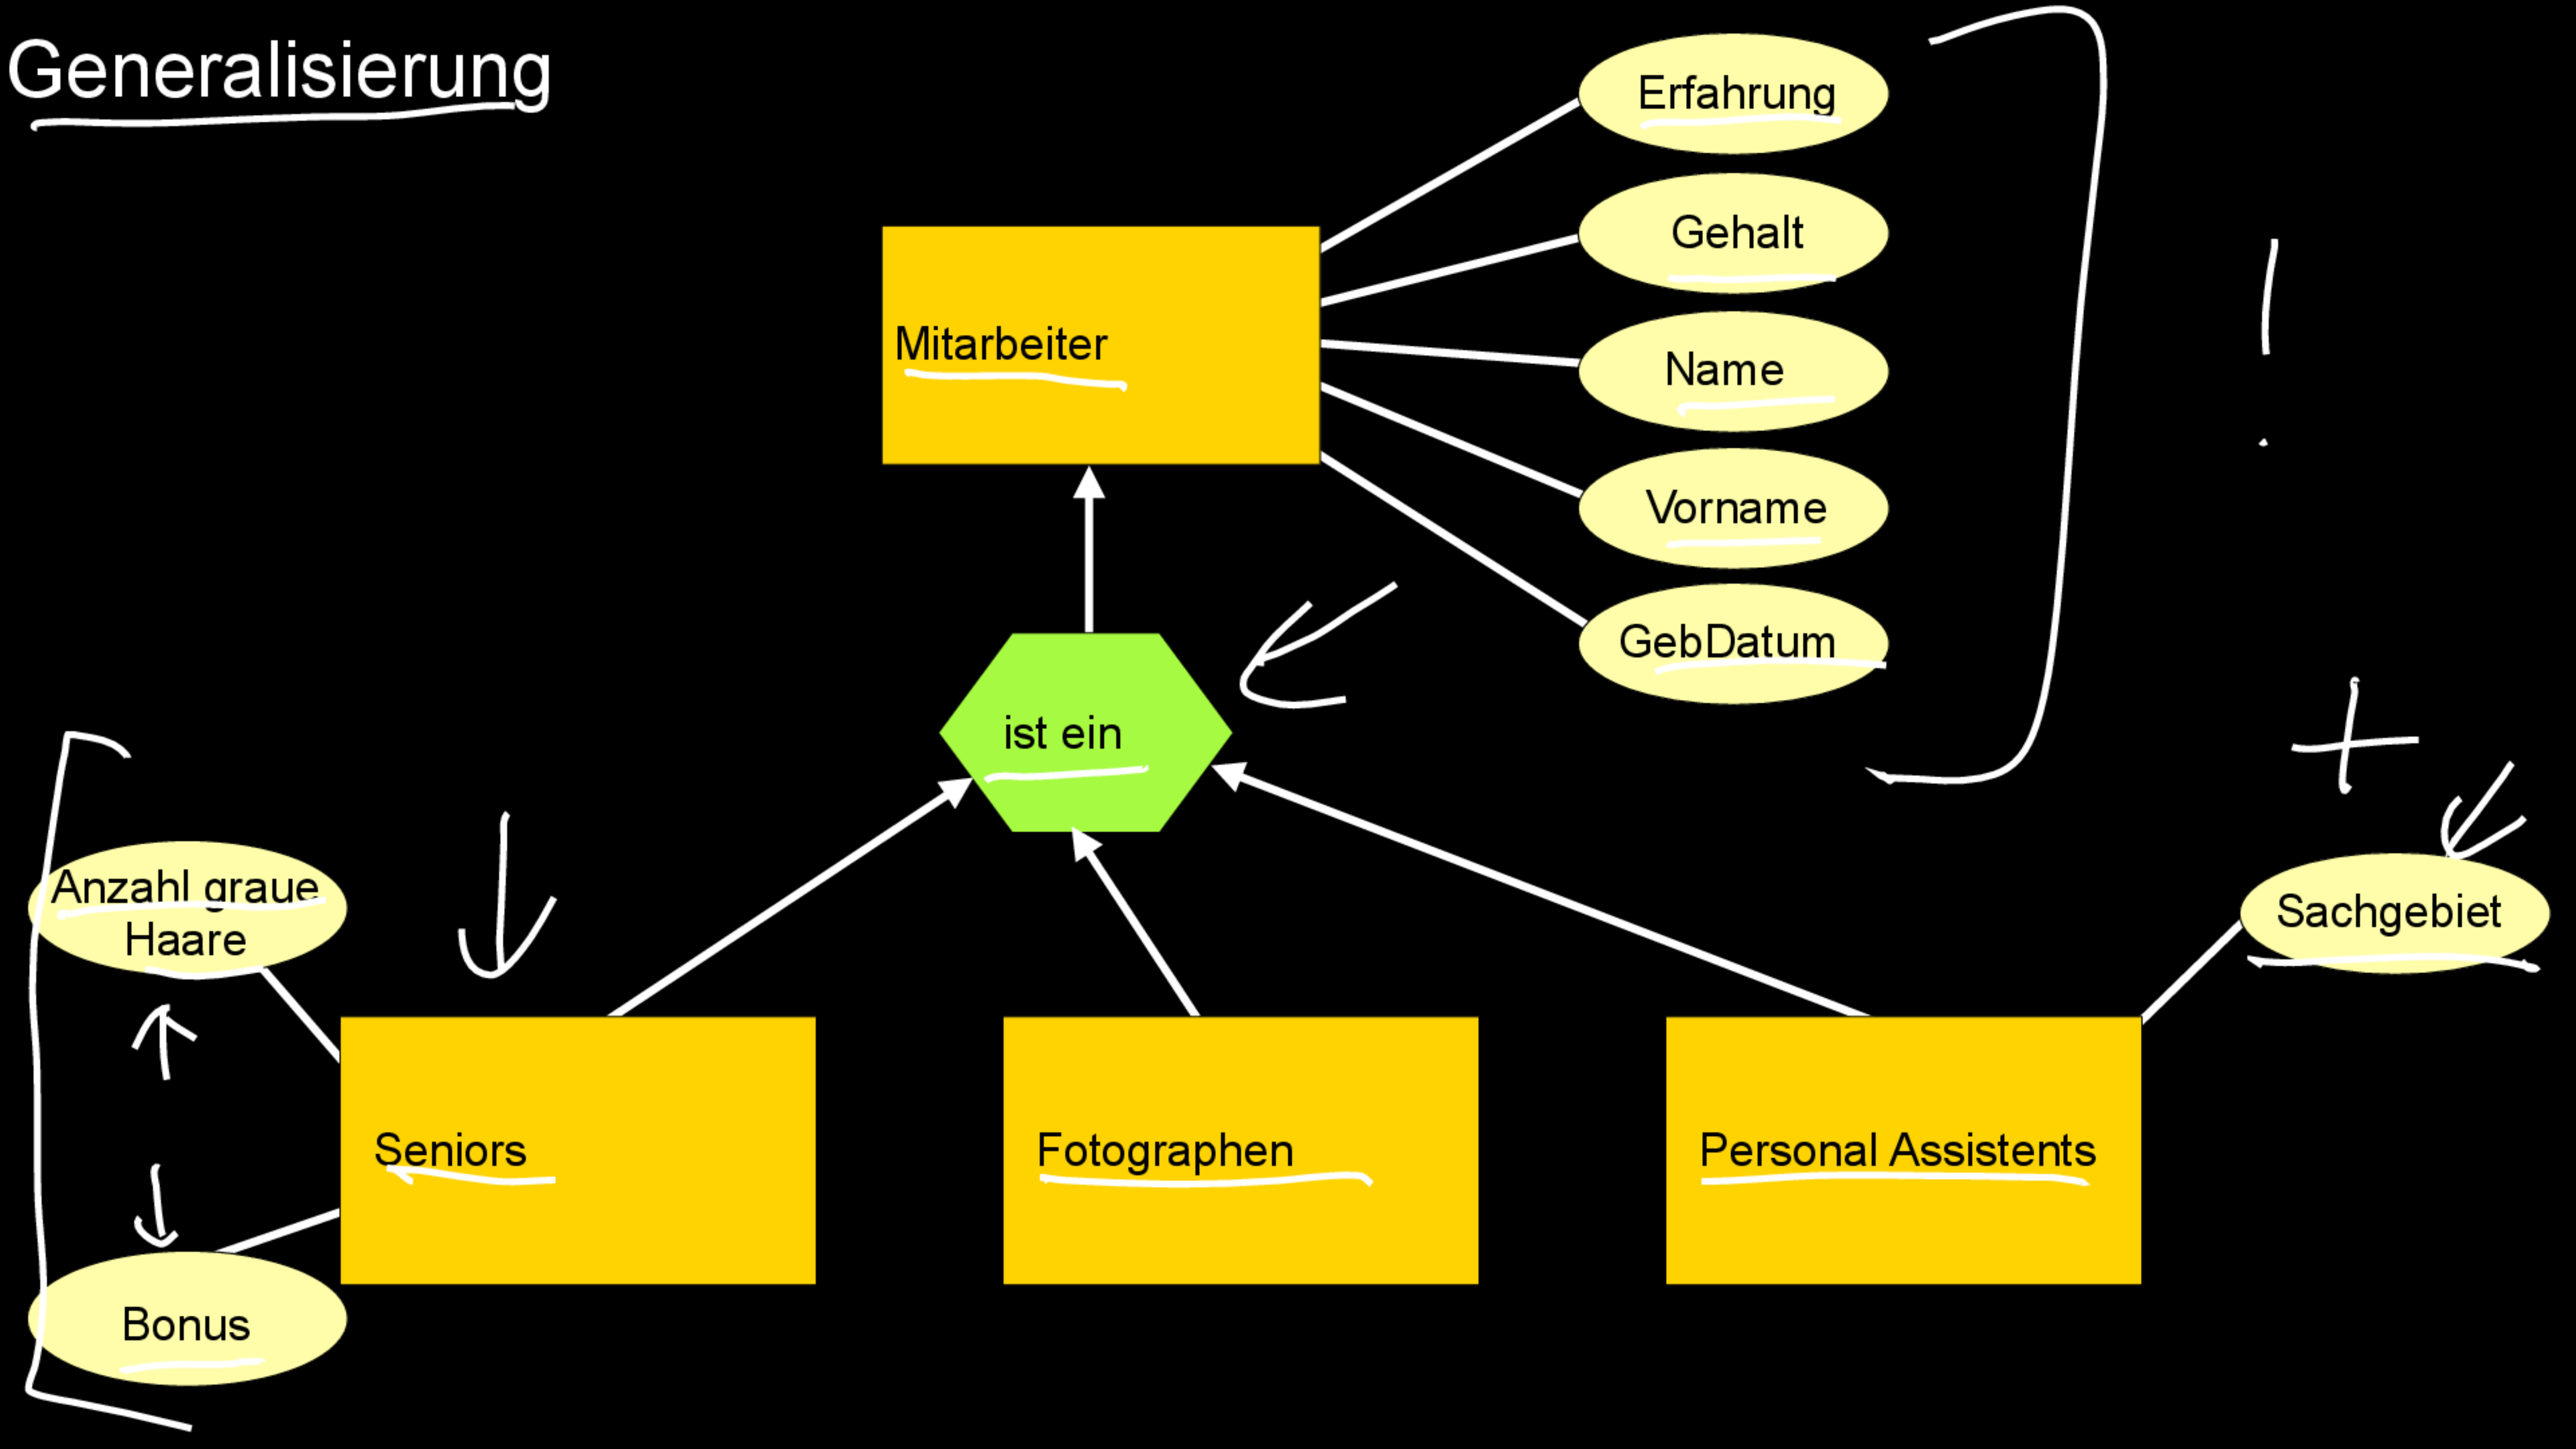 Generalisierung
Erfahrung
Gehalt
Mitarbeiter
Name
Vorname
GebDatum
ist ein
Anzahl graue
Haare
Sachgebiet
Seniors
Fotographen
Personal Assistents
Bonus
!
+